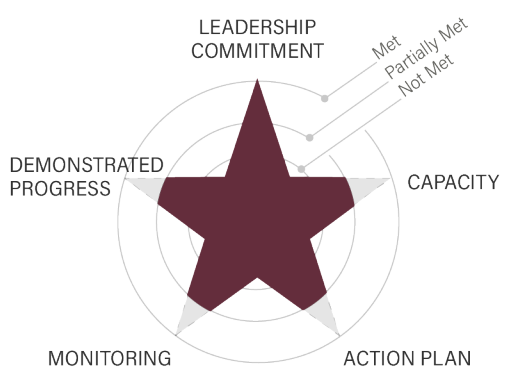 LEADERSHIP
COMMITMENT
Met
Partially Met
Not Met
DEMONSTRATED
PROGRESS
CAPACITY
MONITORING
ACTION PLAN